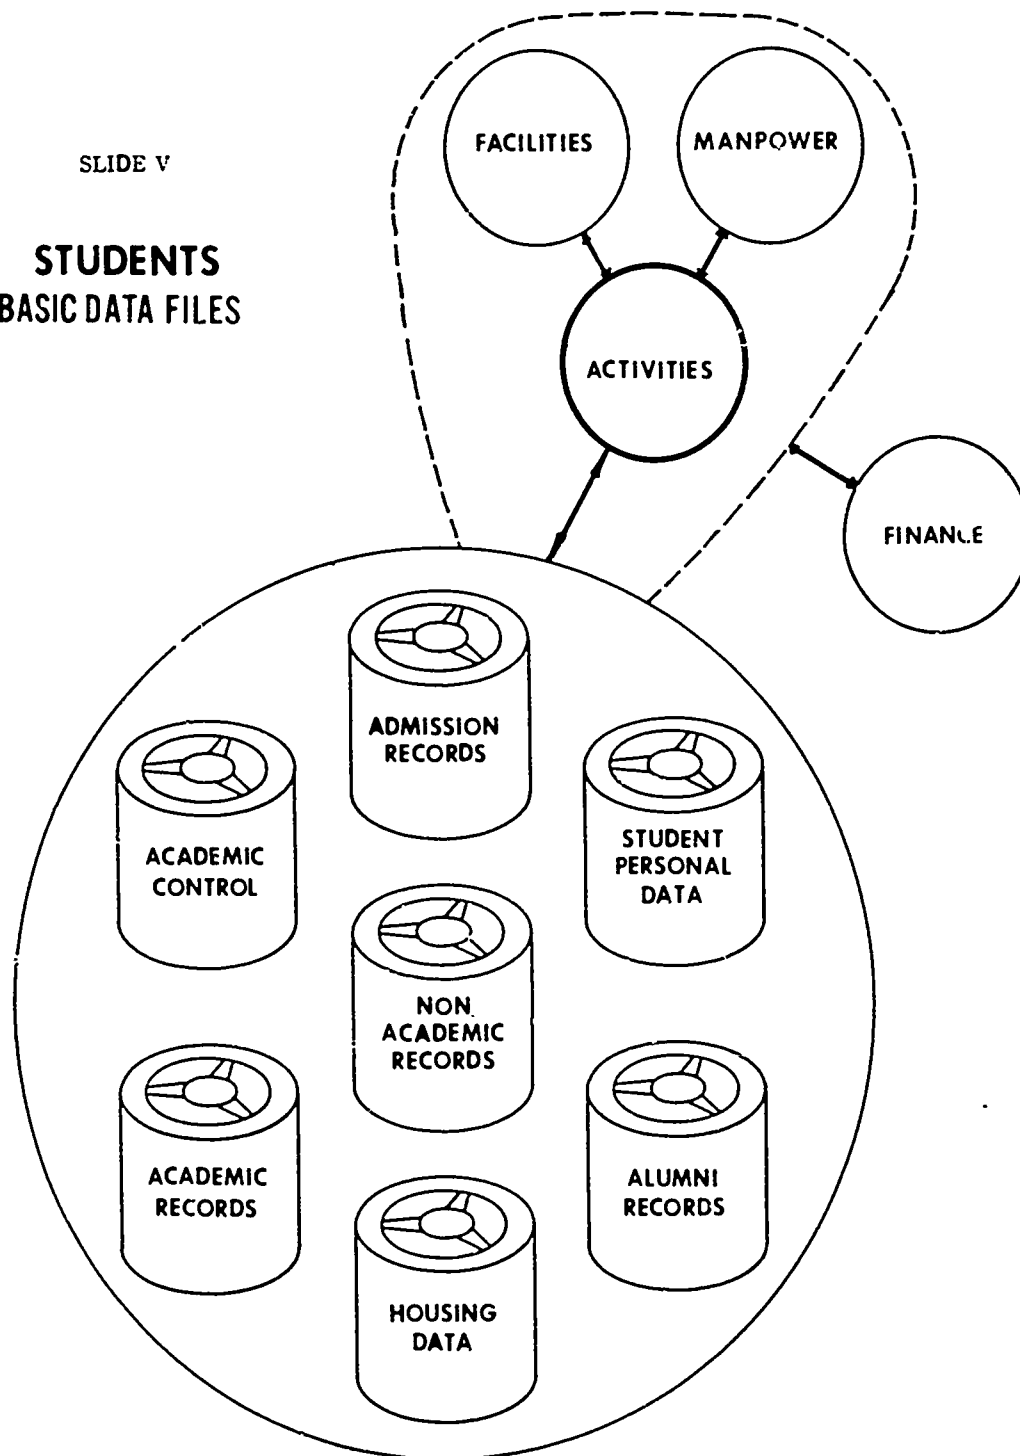 SLIDE V
STUDENTS
BASIC DATA FILES
FACILITIES
MANPOWER
ACTIVITIES
FINANCE
ADMISSION
RECORDS
ACADEMIC
CONTROL
STUDENT
PERSONAL
DATA
NON
ACADEMIC
RECORDS
ACADEMIC
RECORDS
ALUMNI
RECORDS
HOUSING
DATA